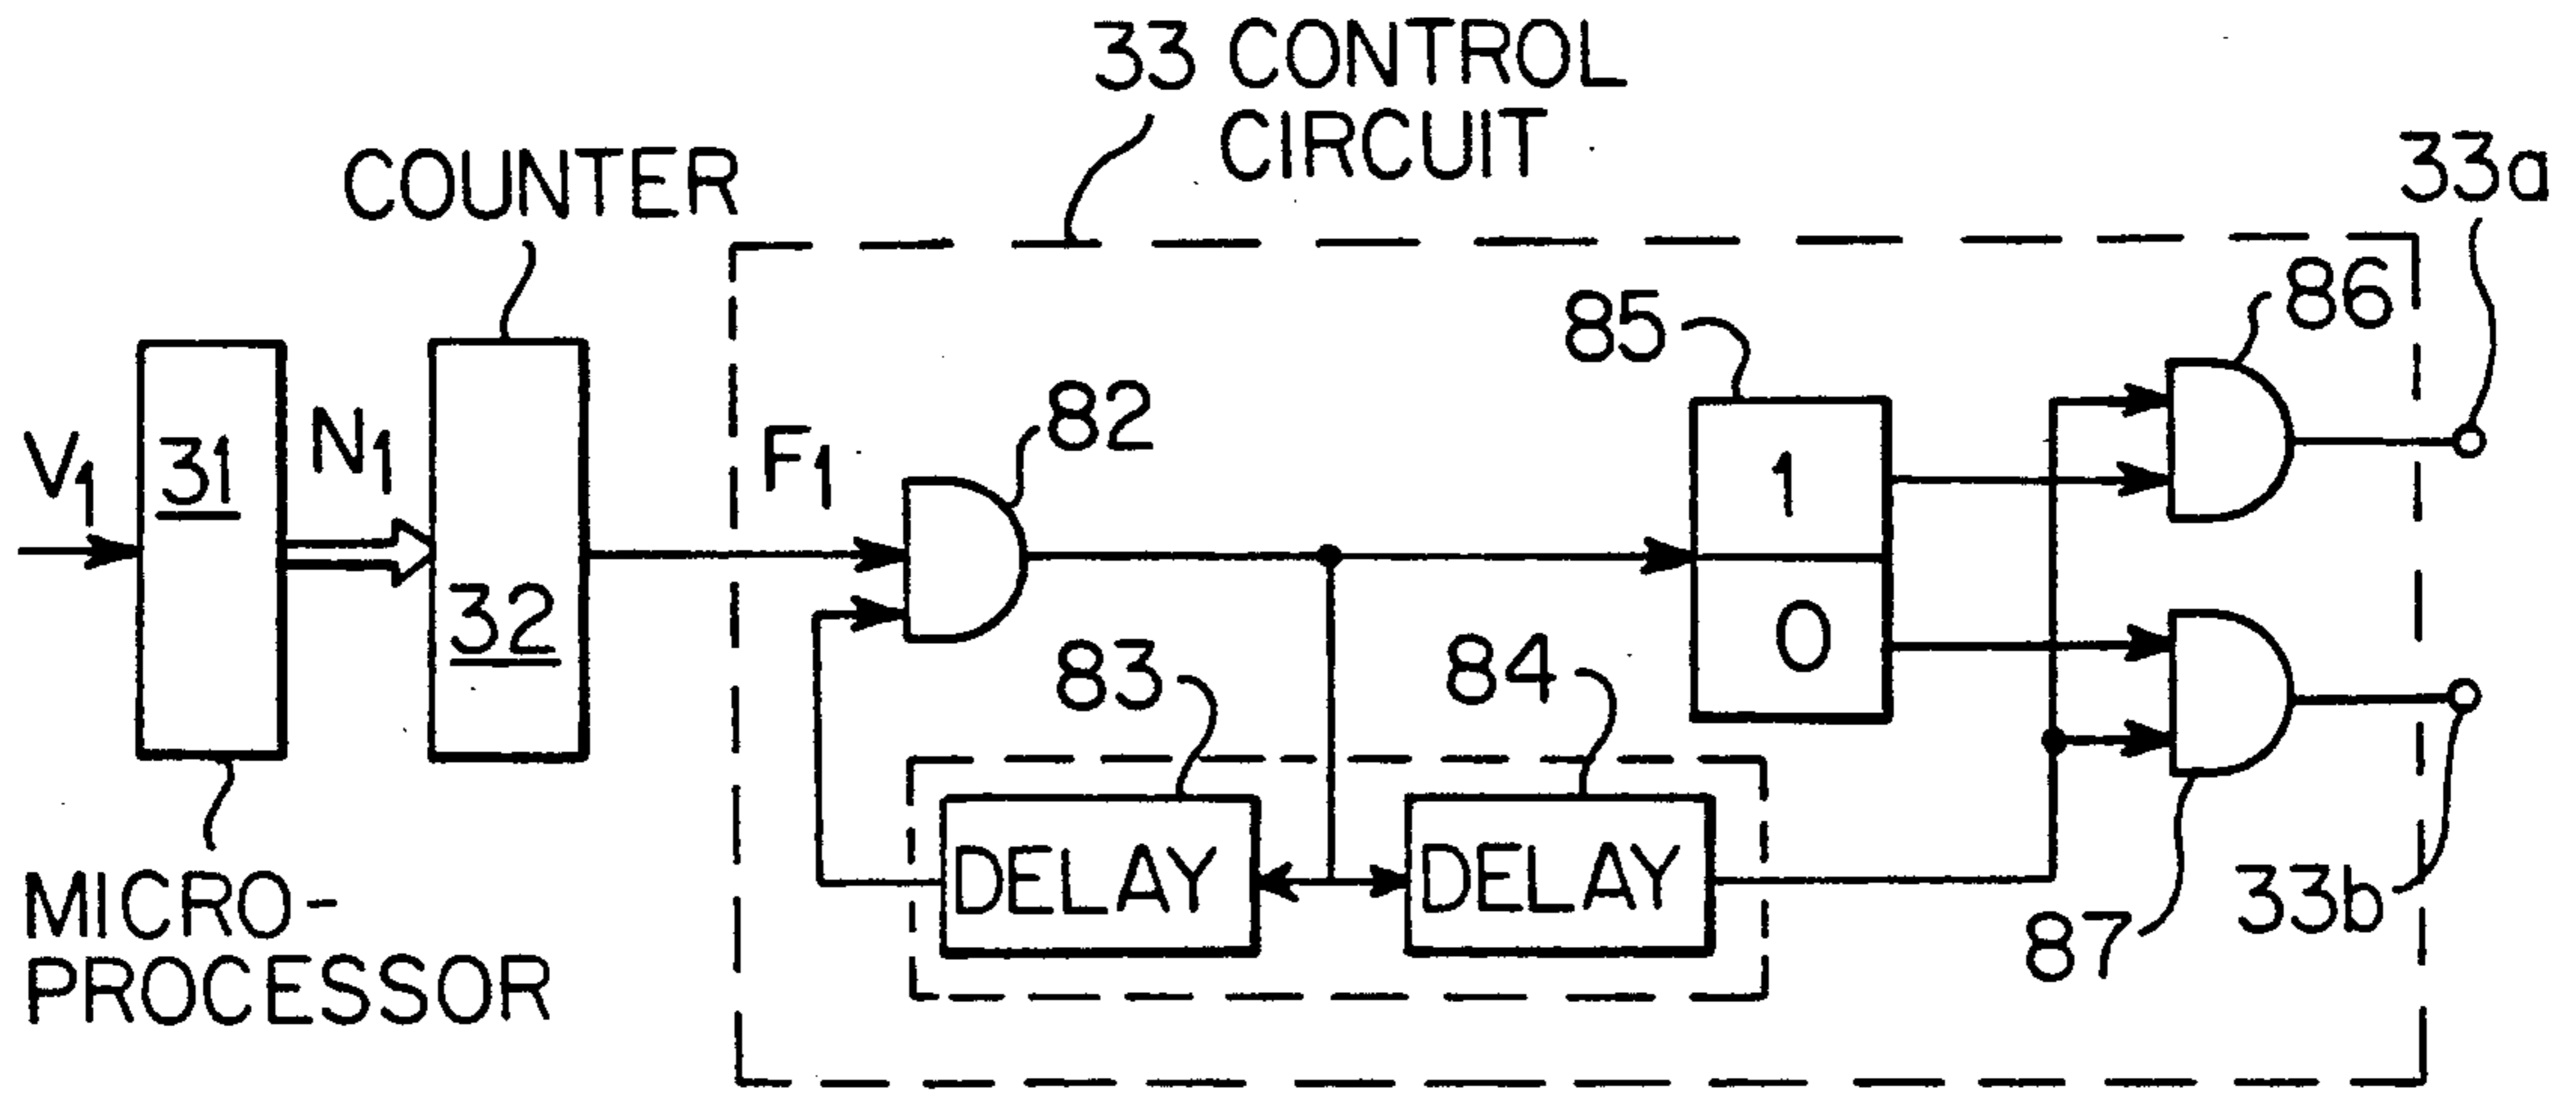 33 CONTROL
CIRCUIT
COUNTER
33a
86
85
82
V1
31
N1
F1
1
32
0
83
84
DELAY
DELAY
MICRO-
PROCESSOR
87
33b